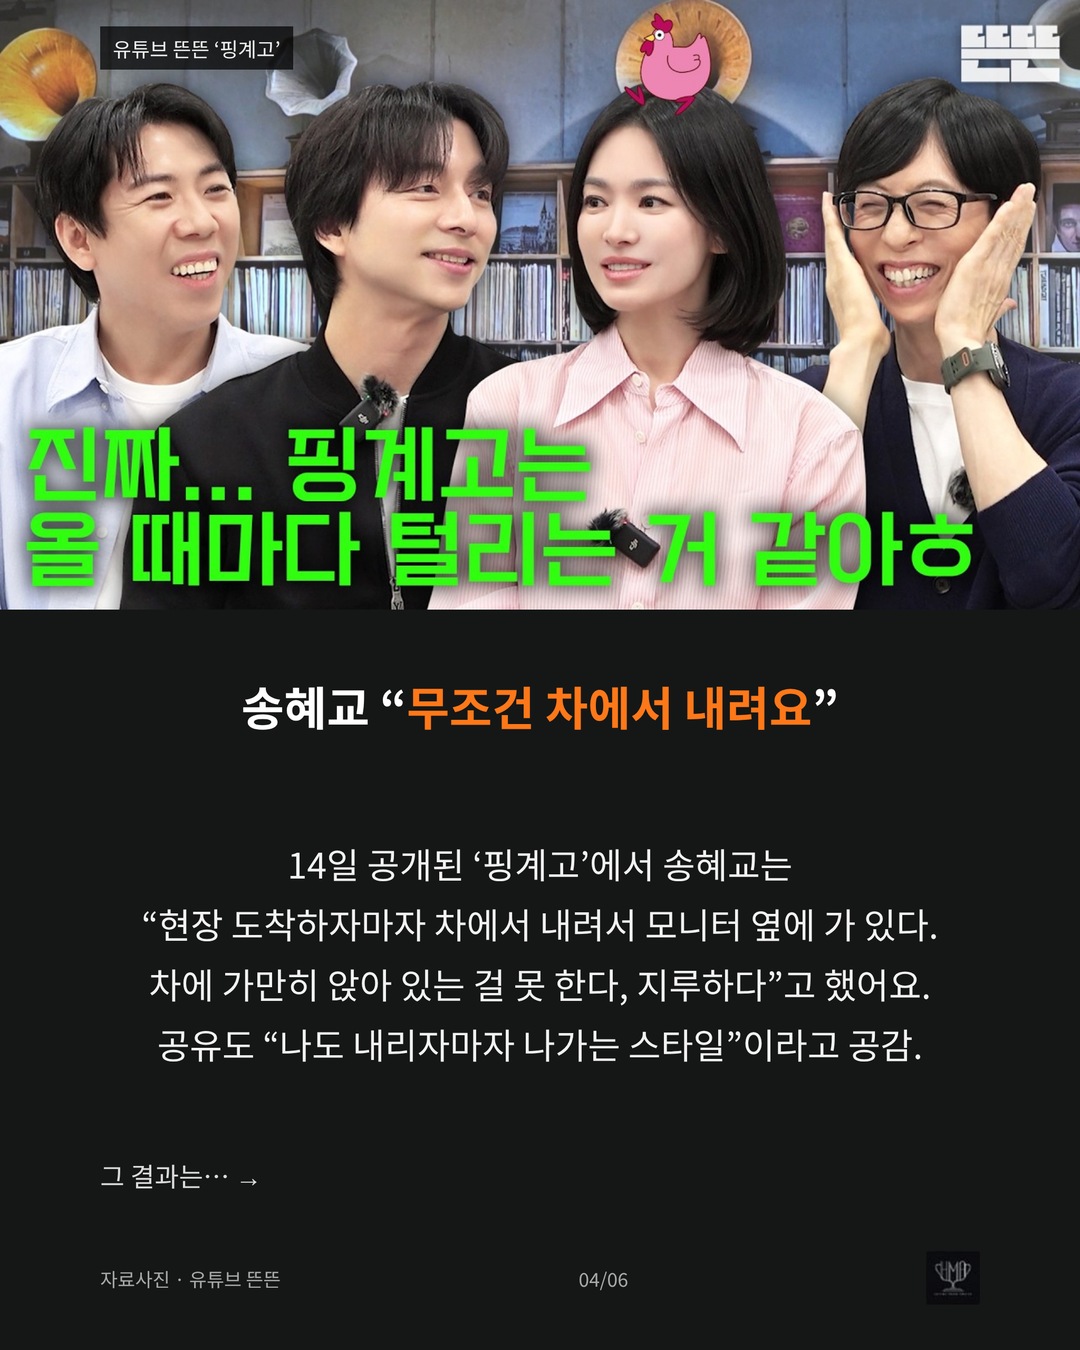 유튜브 뜬뜬 ‘핑계고’
뜬뜬
진짜... 핑계고는
올 때마다 털리는 거 같아ㅎ
송혜교 “무조건 차에서 내려요”
14일 공개된 ‘핑계고’에서 송혜교는
“현장 도착하자마자 차에서 내려서 모니터 옆에 가 있다.
차에 가만히 앉아 있는 걸 못 한다, 지루하다”고 했어요.
공유도 “나도 내리자마자 나가는 스타일”이라고 공감.
그 결과는… →
자료사진 · 유튜브 뜬뜬
04/06